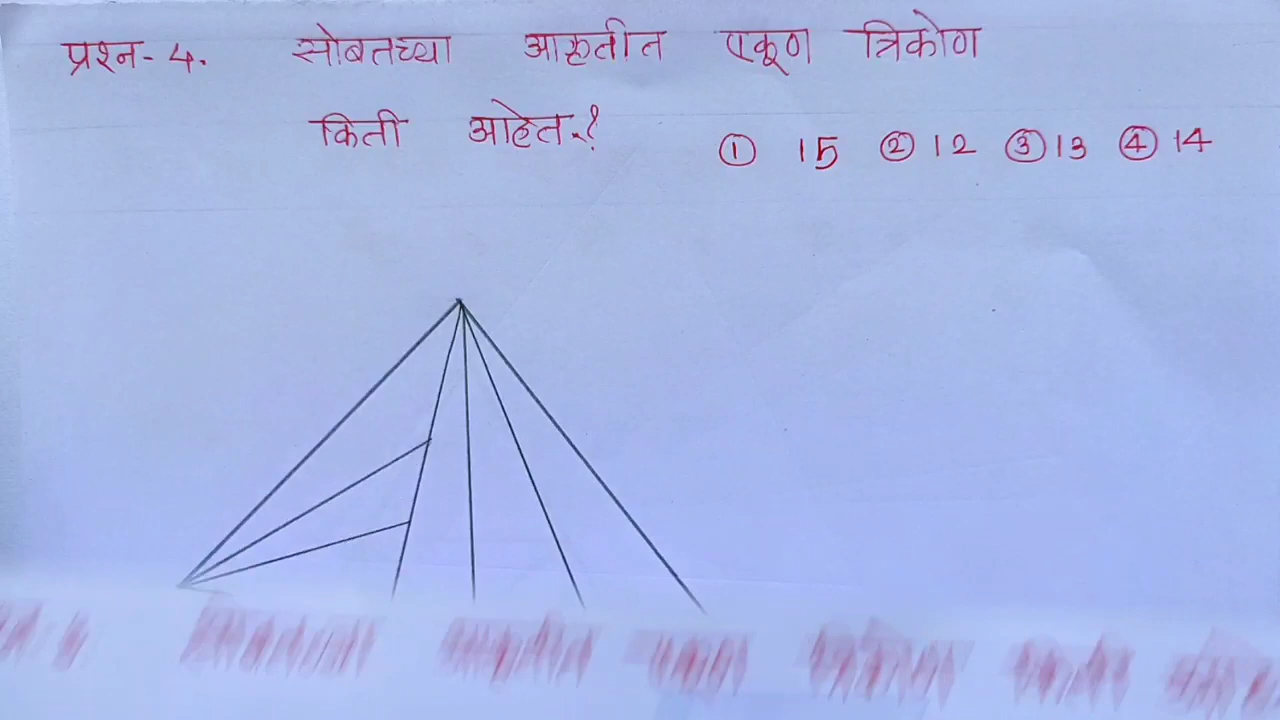 प्रश्न- 4. सोबतच्या आकृतीत एकूण त्रिकोण
किती आहेत.? ① 15 ② 12 ③ 13 ④ 14